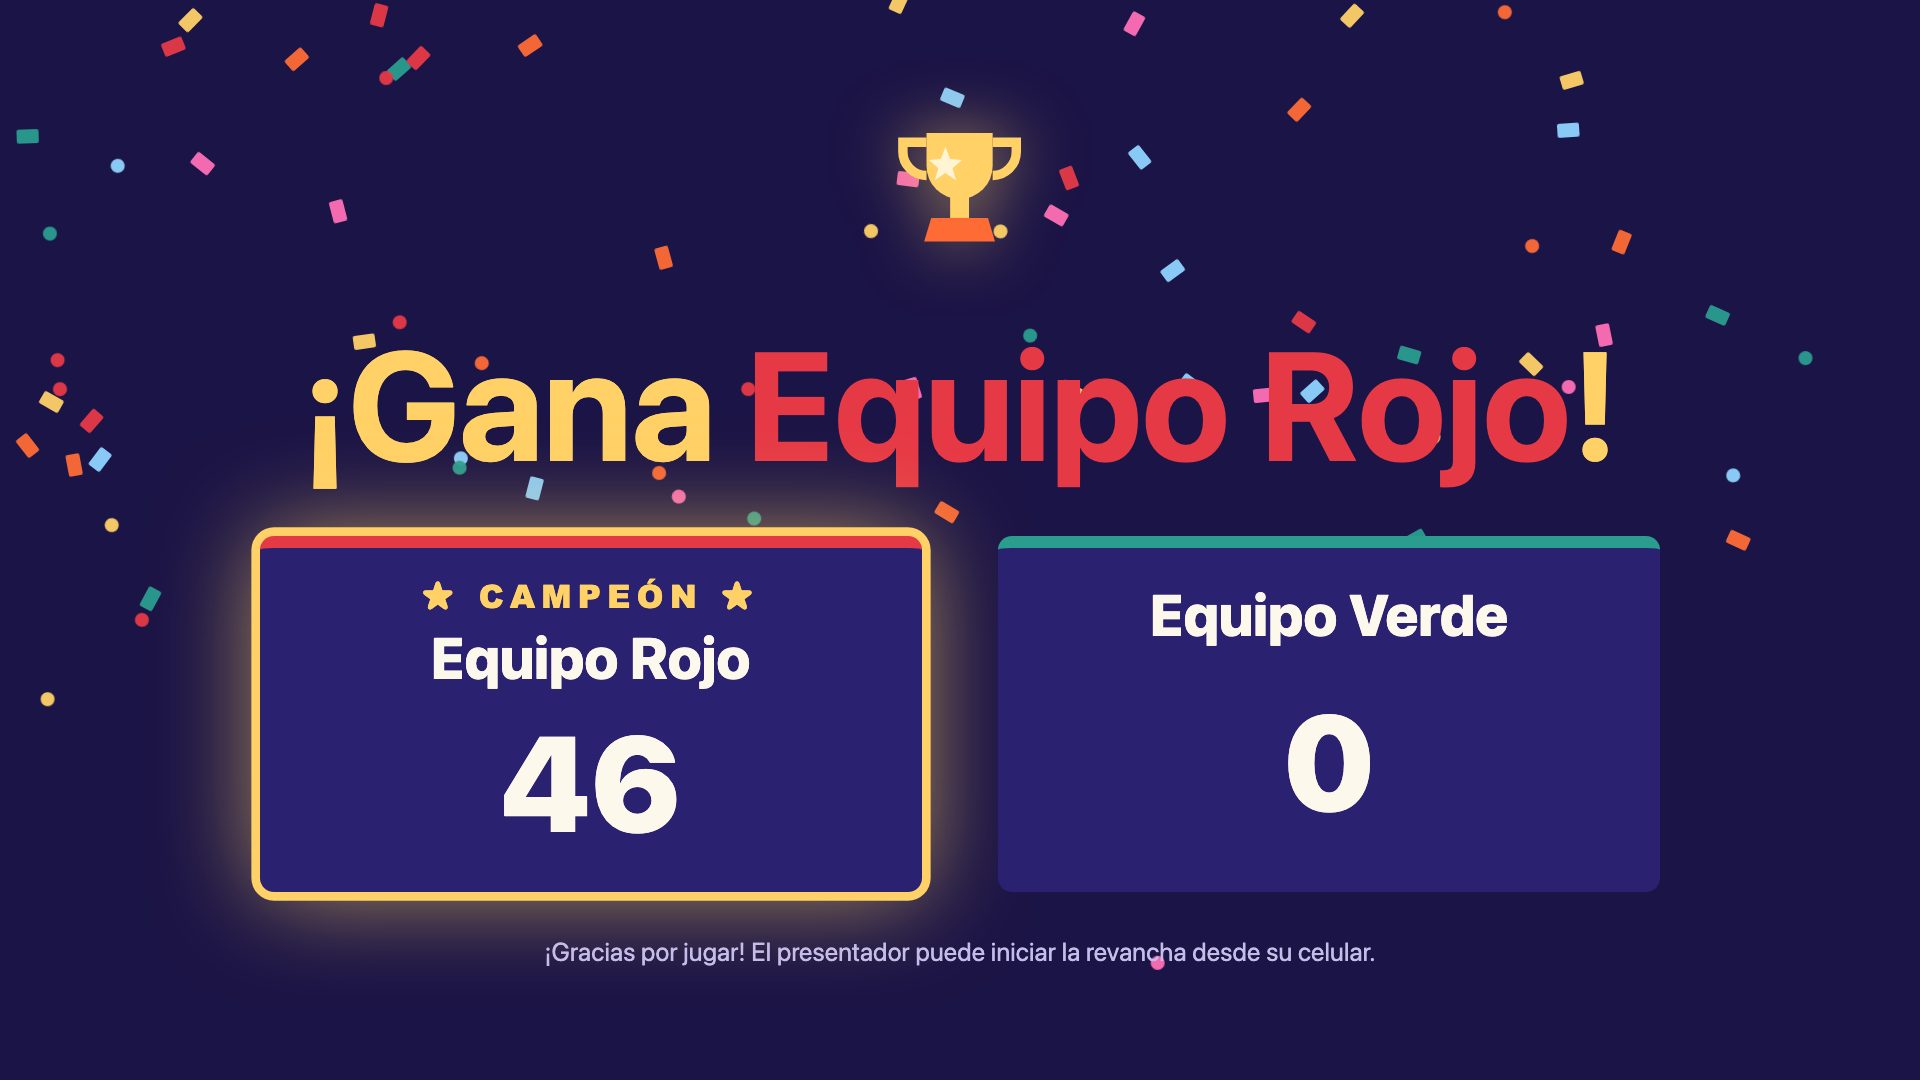 ¡Gana Equipo Rojo!
CAMPEÓN
Equipo Rojo
46
Equipo Verde
0
¡Gracias por jugar! El presentador puede iniciar la revancha desde su celular.